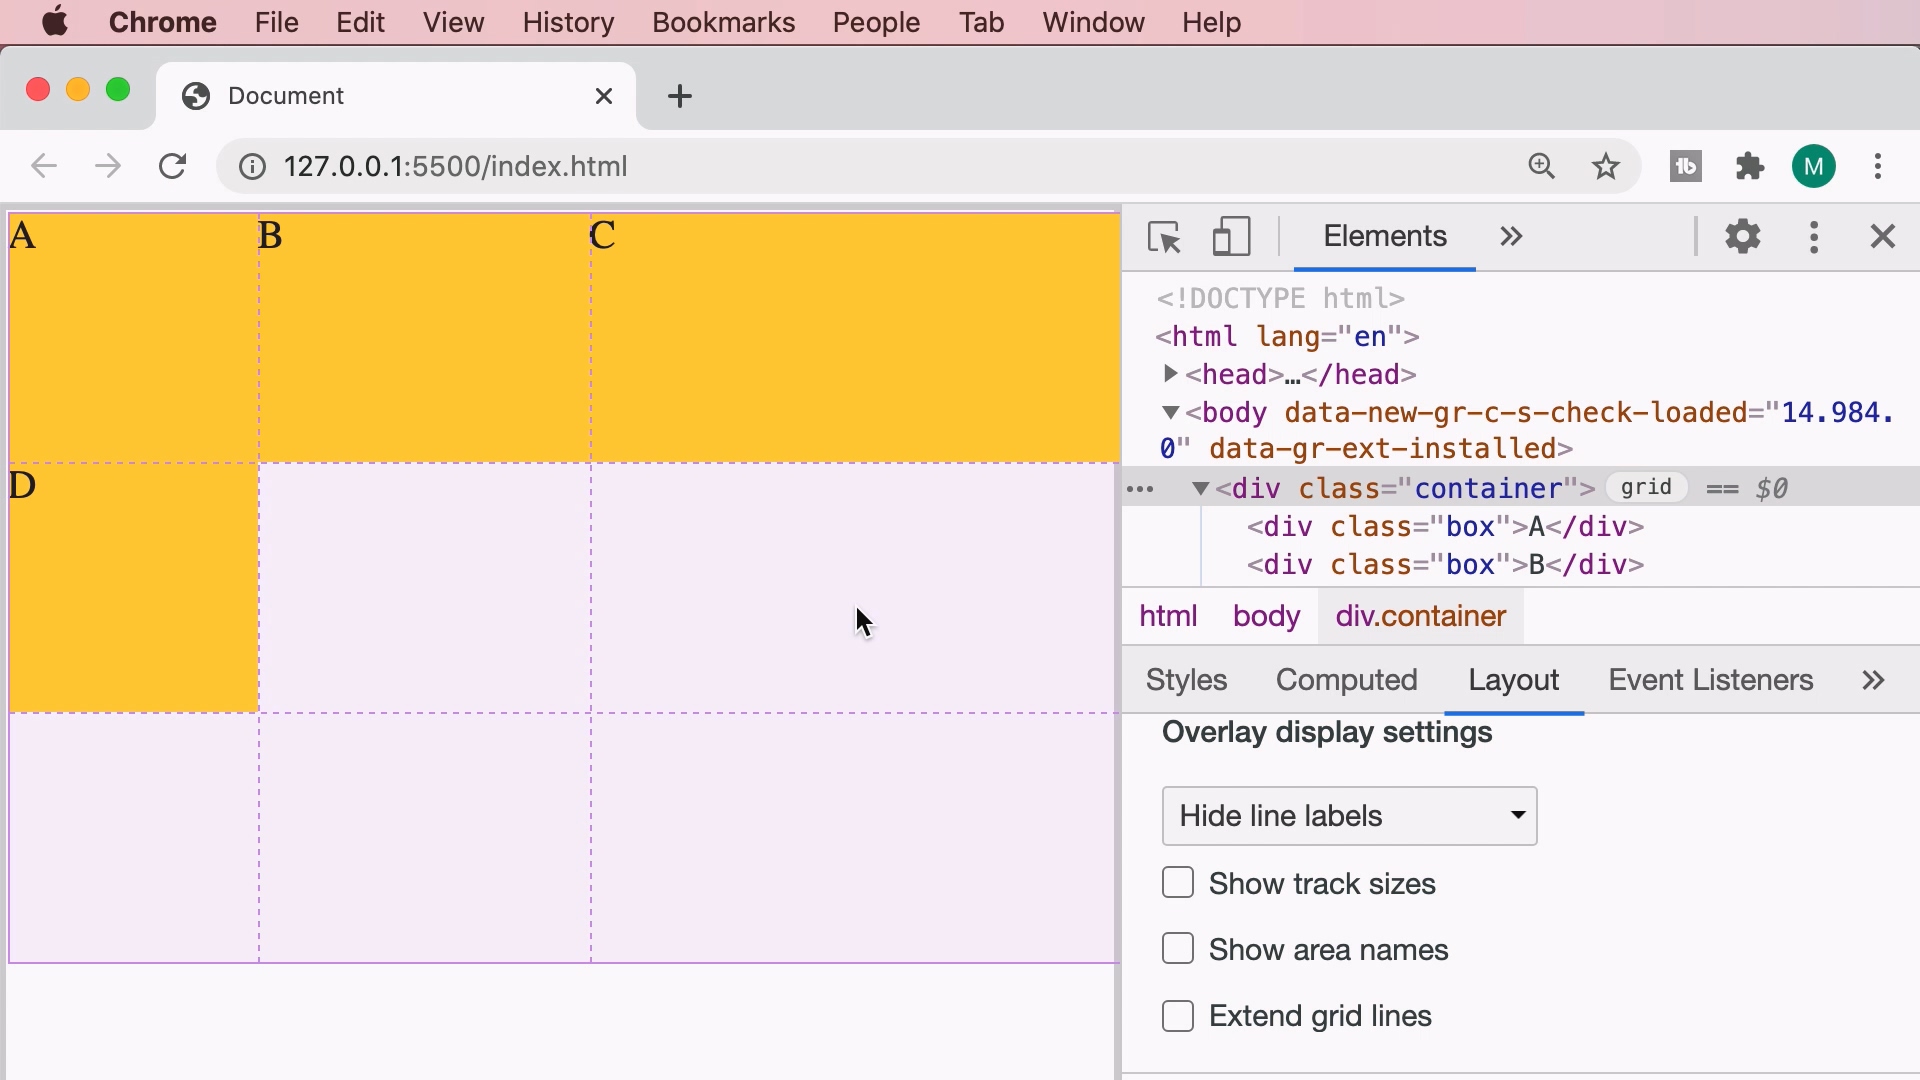 Chrome File Edit View History Bookmarks People Tab Window Help
Document
127.0.0.1:5500/index.html
M
A B C
D
Elements
<!DOCTYPE html>
<html lang="en">
<head>…</head>
<body data-new-gr-c-s-check-loaded="14.984.
0" data-gr-ext-installed>
<div class="container"> grid == $0
<div class="box">A</div>
<div class="box">B</div>
html body div.container
Styles Computed Layout Event Listeners
Overlay display settings
Hide line labels
Show track sizes
Show area names
Extend grid lines